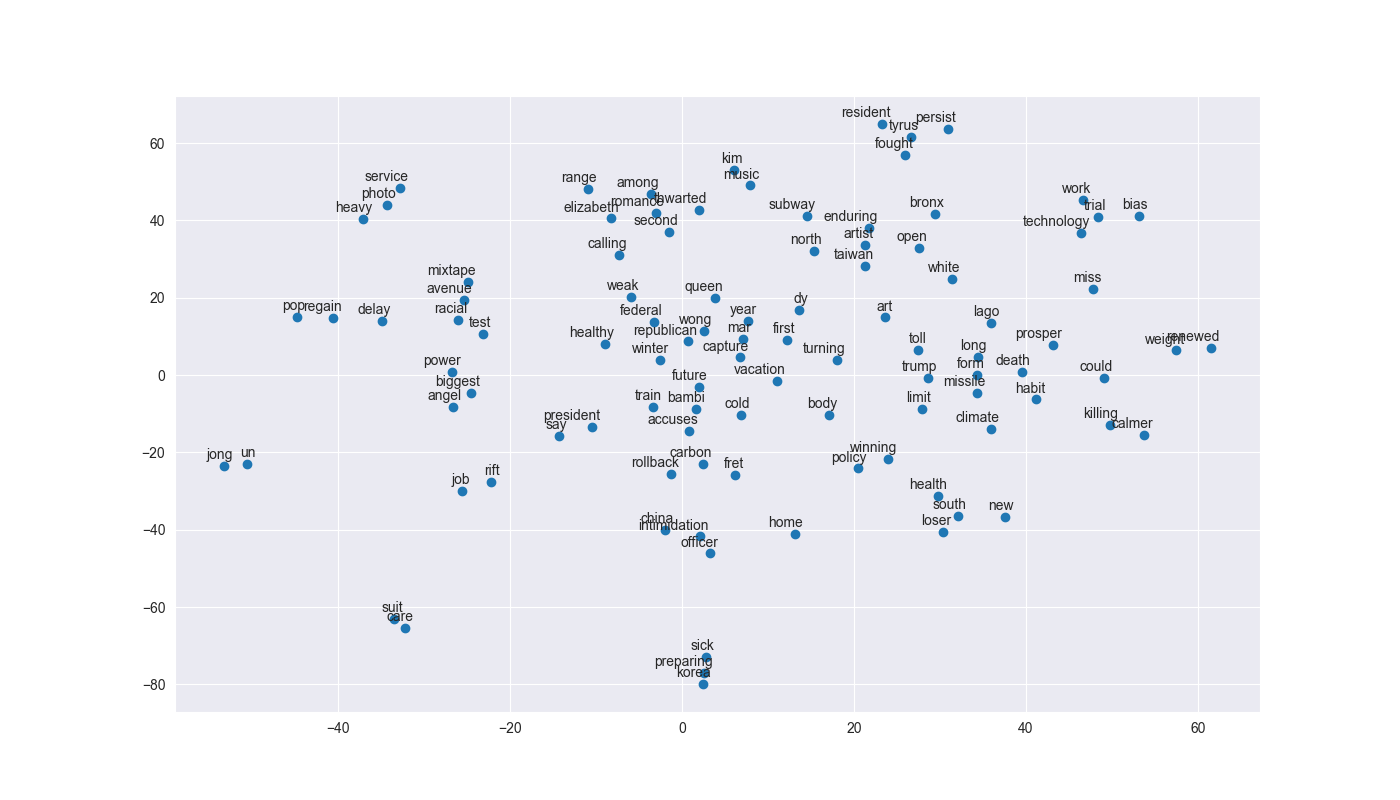 resident
persist
tyrus
60
fought
kim
music
service
range
among
work
photo
romance
thwarted
subway
bronx
trial
bias
heavy
elizabeth
enduring
40
second
technology
artist
calling
north
open
taiwan
mixtape
white
miss
avenue
weak
queen
dy
20
pop
regain
delay
racial
federal
year
art
lago
test
wong
healthy
republican
mar
first
toll
prosper
weight
renewed
winter
capture
turning
long
power
vacation
trump
form
death
could
0
biggest
future
missile
angel
train
bambi
cold
body
limit
habit
president
accuses
climate
killing
calmer
say
−20
jong
un
carbon
winning
rollback
fret
policy
job
rift
health
south
new
−40
china
intimidation
home
loser
officer
−60
suit
care
sick
preparing
korea
−80
−40
−20
0
20
40
60